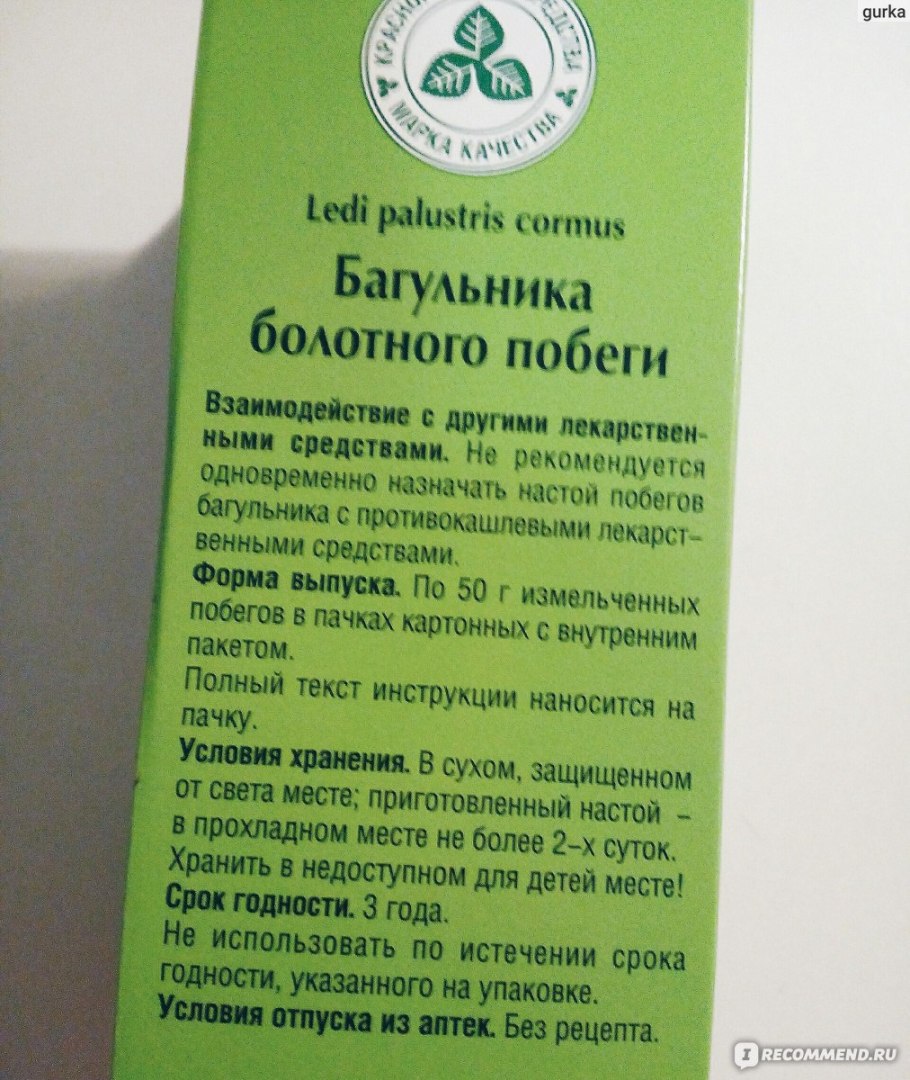 gurka
МАРКА КАЧЕСТВА
Ledi palustris cormus
Багульника
болотного побеги
Взаимодействие с другими лекарствен-
ными средствами. Не рекомендуется
одновременно назначать настой побегов
багульника с противокашлевыми лекарст-
венными средствами.
Форма выпуска. По 50 г измельченных
побегов в пачках картонных с внутренним
пакетом.
Полный текст инструкции наносится на
пачку.
Условия хранения. В сухом, защищенном
от света месте; приготовленный настой –
в прохладном месте не более 2-х суток.
Хранить в недоступном для детей месте!
Срок годности. 3 года.
Не использовать по истечении срока
годности, указанного на упаковке.
Условия отпуска из аптек. Без рецепта.
IRECOMMEND.RU